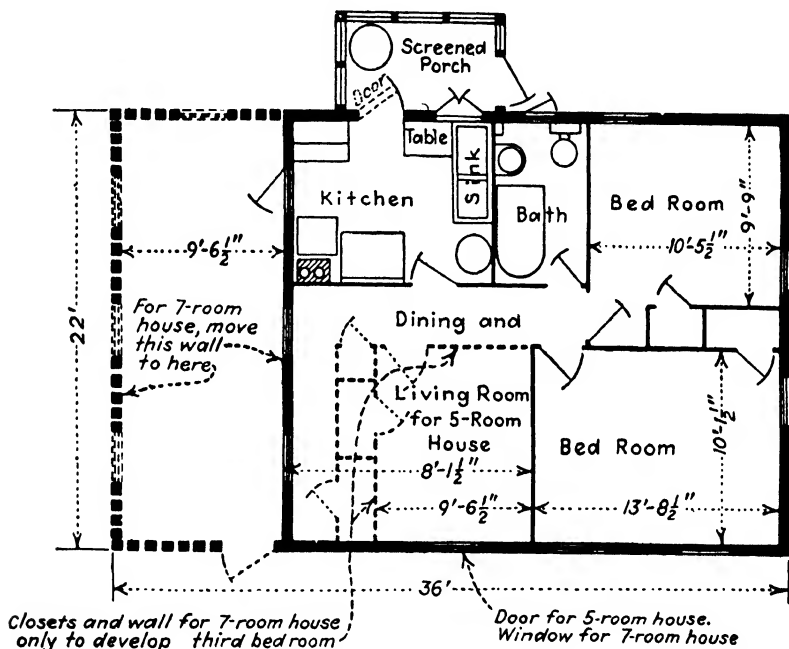 Screened
Porch
Door
Table
Sink
Kitchen
Bath
Bed Room
9'-9"
10'-5½"
9'-6½"
22'
For 7-room
house, move
this wall
to here
Dining and
Living Room
for 5-Room
House
8'-1½"
9'-6½"
Bed Room
10'-1½"
13'-8½"
36'
Closets and wall for 7-room house
only to develop third bedroom
Door for 5-room house.
Window for 7-room house